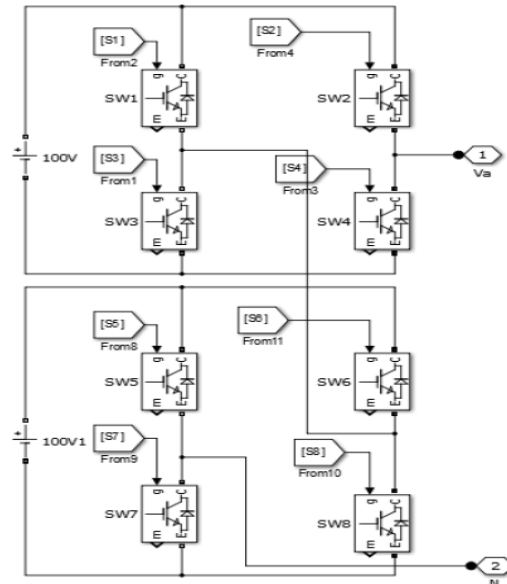 [S1]
From2
[S2]
From4
g
C
SW1
m
E
g
C
SW2
m
E
100V
[S3]
From1
[S4]
From3
1
Va
g
C
SW3
m
E
g
C
SW4
m
E
[S5]
From8
[S6]
From11
g
C
SW5
m
E
g
C
SW6
m
E
100V1
[S7]
From9
[S8]
From10
g
C
SW7
m
E
g
C
SW8
m
E
2
N